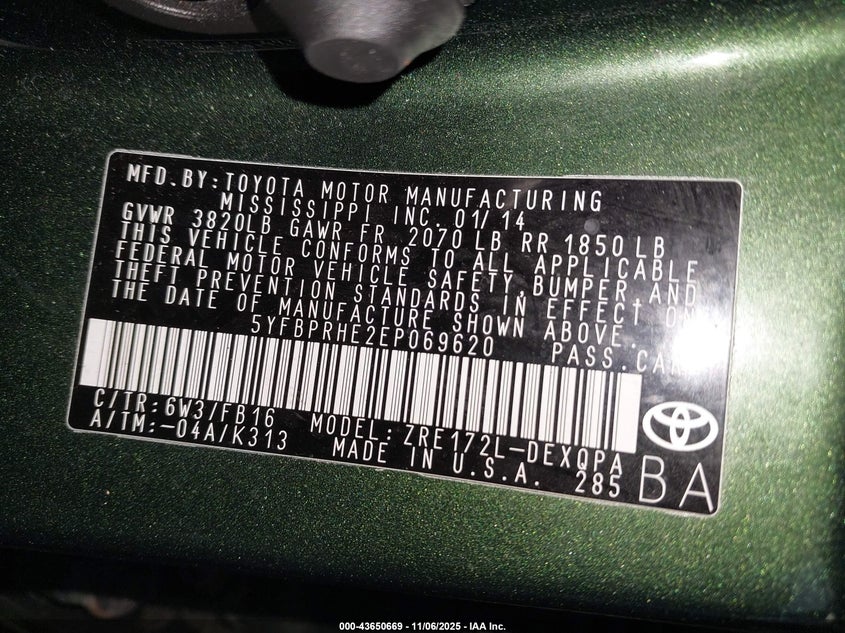 MFD.BY:TOYOTA MOTOR MANUFACTURING
MISSISSIPPI INC. 01/14
GVWR 3820LB GAWR FR 2070 LB RR 1850LB
THIS VEHICLE CONFORMS TO ALL APPLICABLE
FEDERAL MOTOR VEHICLE SAFETY, BUMPER, AND
THEFT PREVENTION STANDARDS IN EFFECT ON
THE DATE OF MANUFACTURE SHOWN ABOVE.
5YFBPRHE2EP069620 PASS.CAR
C/TR:6W3/FB16 MODEL:ZRE172L-DEXQPA
A/TM:-04A/K313 MADE IN U.S.A. 285
BA
000-43650669 - 11/06/2025 - IAA Inc.